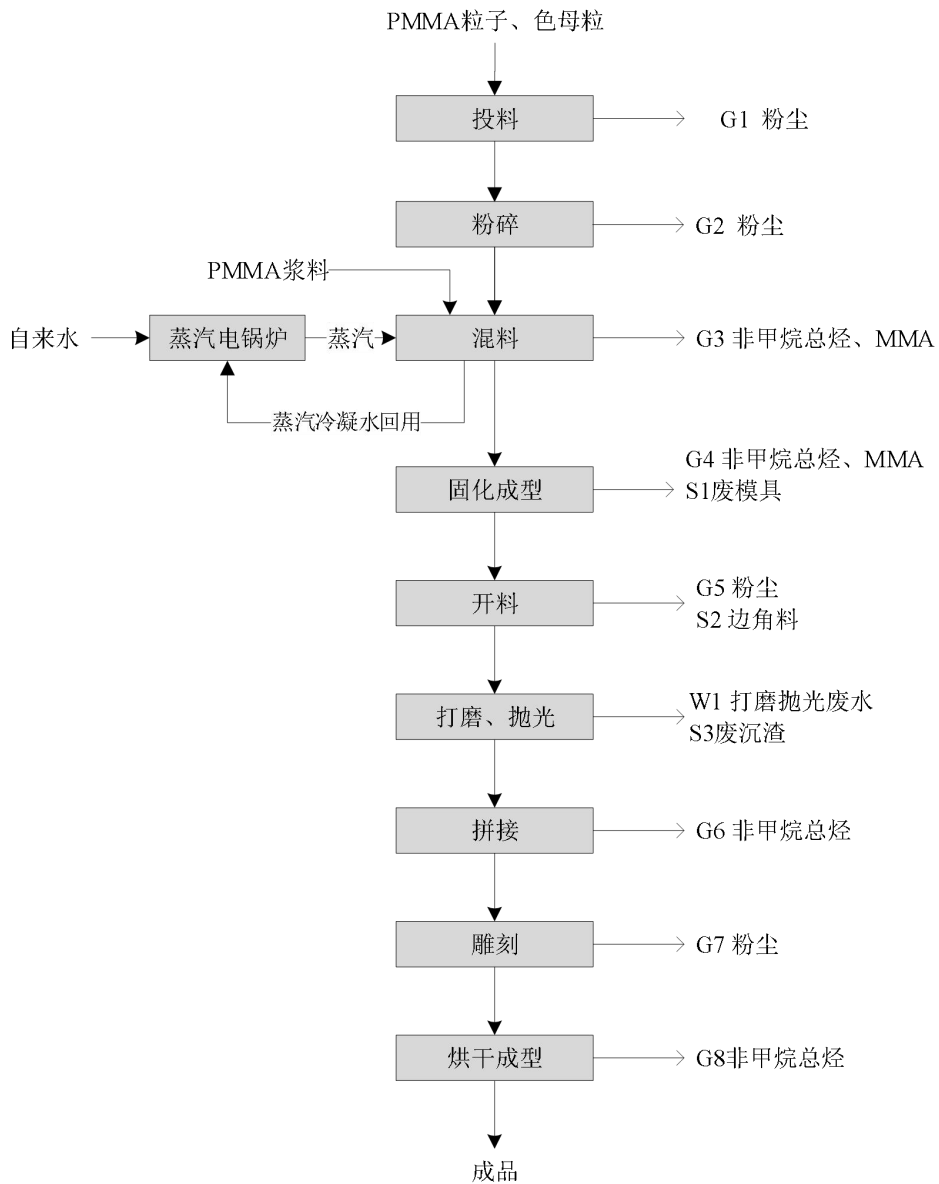 PMMA粒子、色母粒
投料
G1 粉尘
粉碎
G2 粉尘
PMMA浆料
自来水
蒸汽电锅炉
蒸汽
混料
G3 非甲烷总烃、MMA
蒸汽冷凝水回用
固化成型
G4 非甲烷总烃、MMA
S1废模具
开料
G5 粉尘
S2 边角料
打磨、抛光
W1 打磨抛光废水
S3废沉渣
拼接
G6 非甲烷总烃
雕刻
G7 粉尘
烘干成型
G8非甲烷总烃
成品